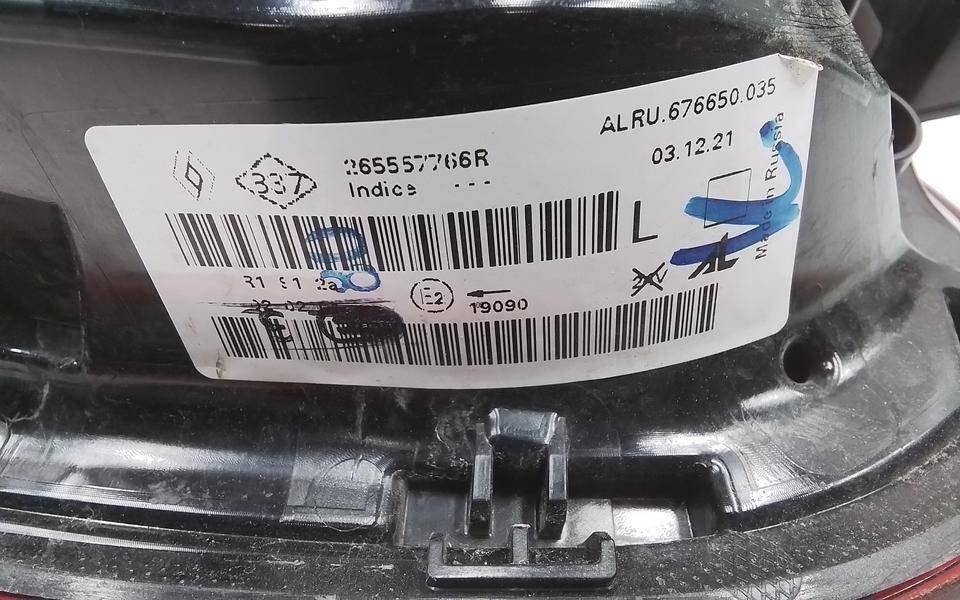 ALRU.676650.035
337
265557766R
03.12.21
Indice ---
Made in Russia
L
R1 S1 2a
E2
19090